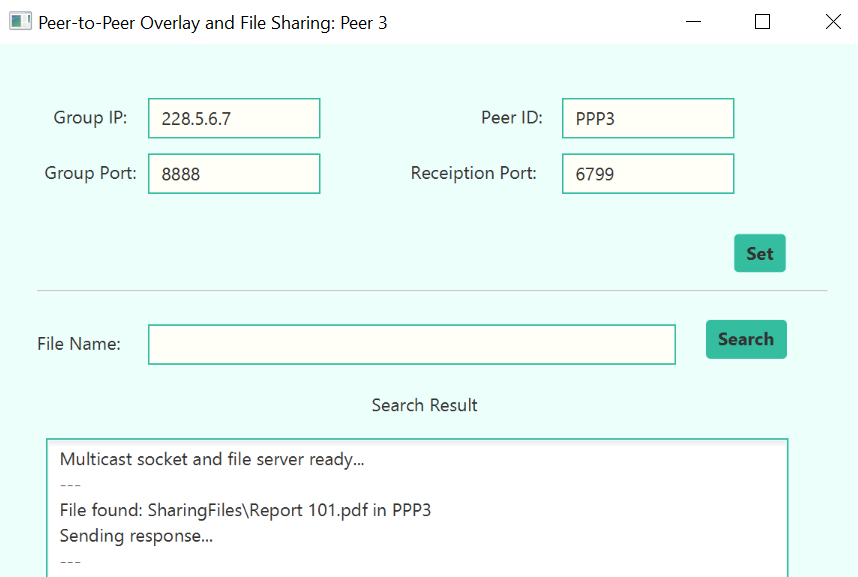 Peer-to-Peer Overlay and File Sharing: Peer 3
Group IP: 228.5.6.7 Peer ID: PPP3
Group Port: 8888 Receiption Port: 6799
Set
File Name: Search
Search Result
Multicast socket and file server ready...
---
File found: SharingFiles\Report 101.pdf in PPP3
Sending response...
---